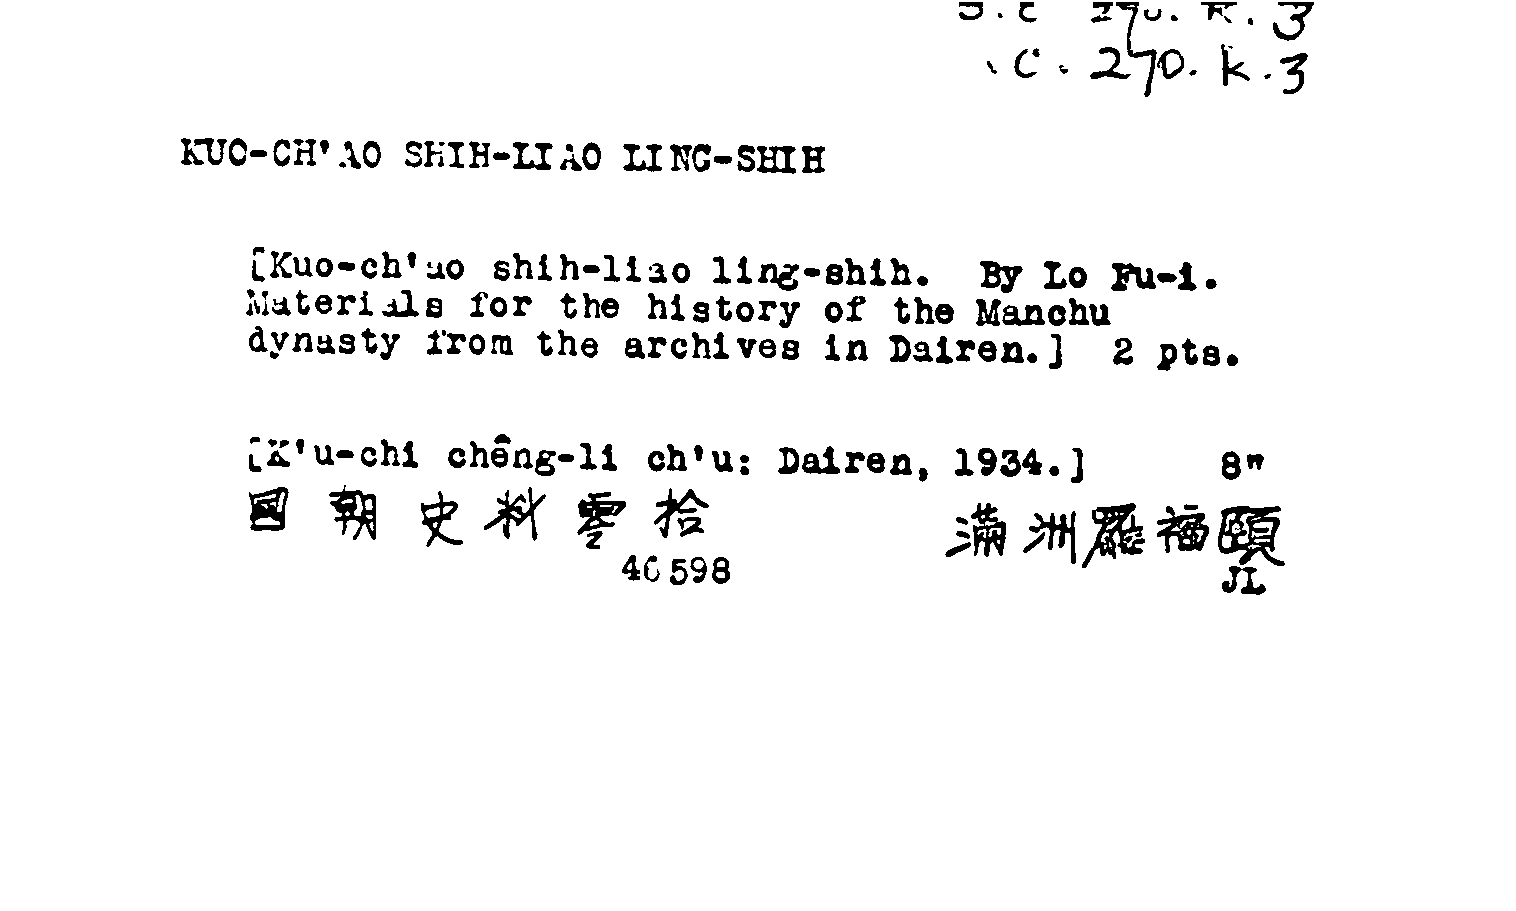 270. K. 3
C. 270. K. 3
KUO-CH'AO SHIH-LIAO LING-SHIH
[Kuo-ch'ao shih-liao ling-shih. By Lo Fu-i.
Materials for the history of the Manchu
dynasty from the archives in Dairen.] 2 pts.
[K'u-chi chêng-li ch'u: Dairen, 1934.] 8"
國朝史料零拾 滿洲羅福頤
598 JL